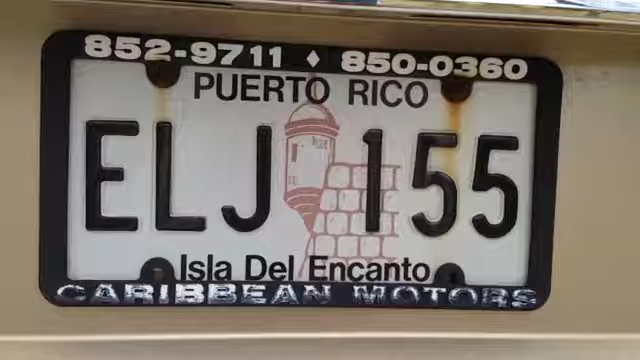 852-9711 ♦ 850-0360
PUERTO RICO
ELJ 155
Isla Del Encanto
CARIBBEAN MOTORS